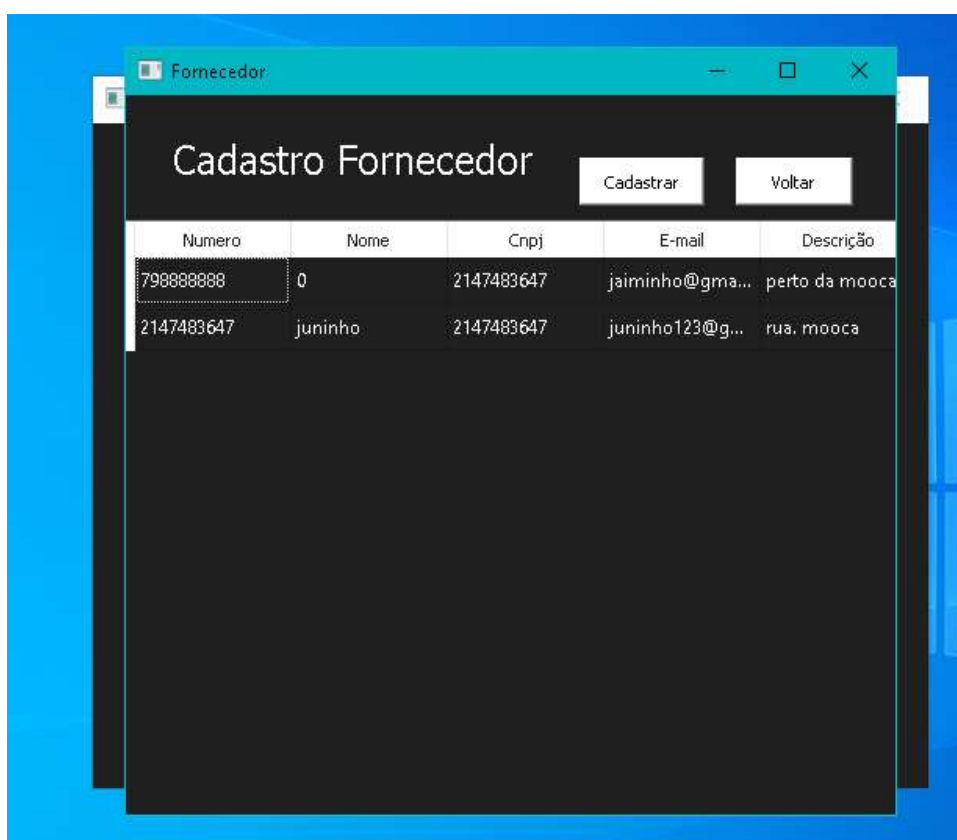 Fornecedor
Cadastro Fornecedor
Cadastrar Voltar
Numero Nome Cnpj E-mail Descrição
798888888 0 2147483647 jaiminho@gma... perto da mooca
2147483647 juninho 2147483647 juninho123@g... rua. mooca